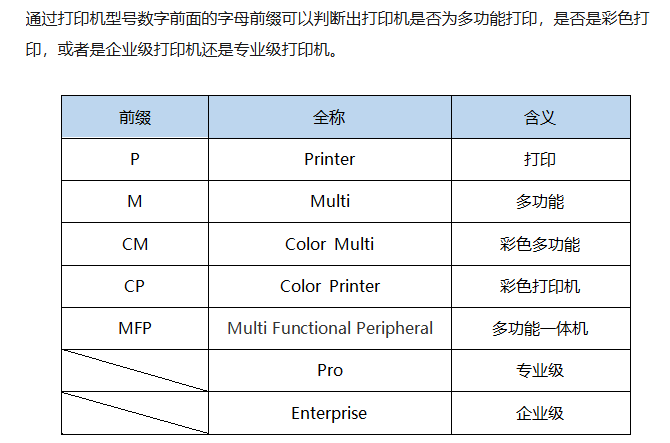 通过打印机型号数字前面的字母前缀可以判断出打印机是否为多功能打印，是否是彩色打
印，或者是企业级打印机还是专业级打印机。
前缀 全称 含义
P Printer 打印
M Multi 多功能
CM Color Multi 彩色多功能
CP Color Printer 彩色打印机
MFP Multi Functional Peripheral 多功能一体机
Pro 专业级
Enterprise 企业级